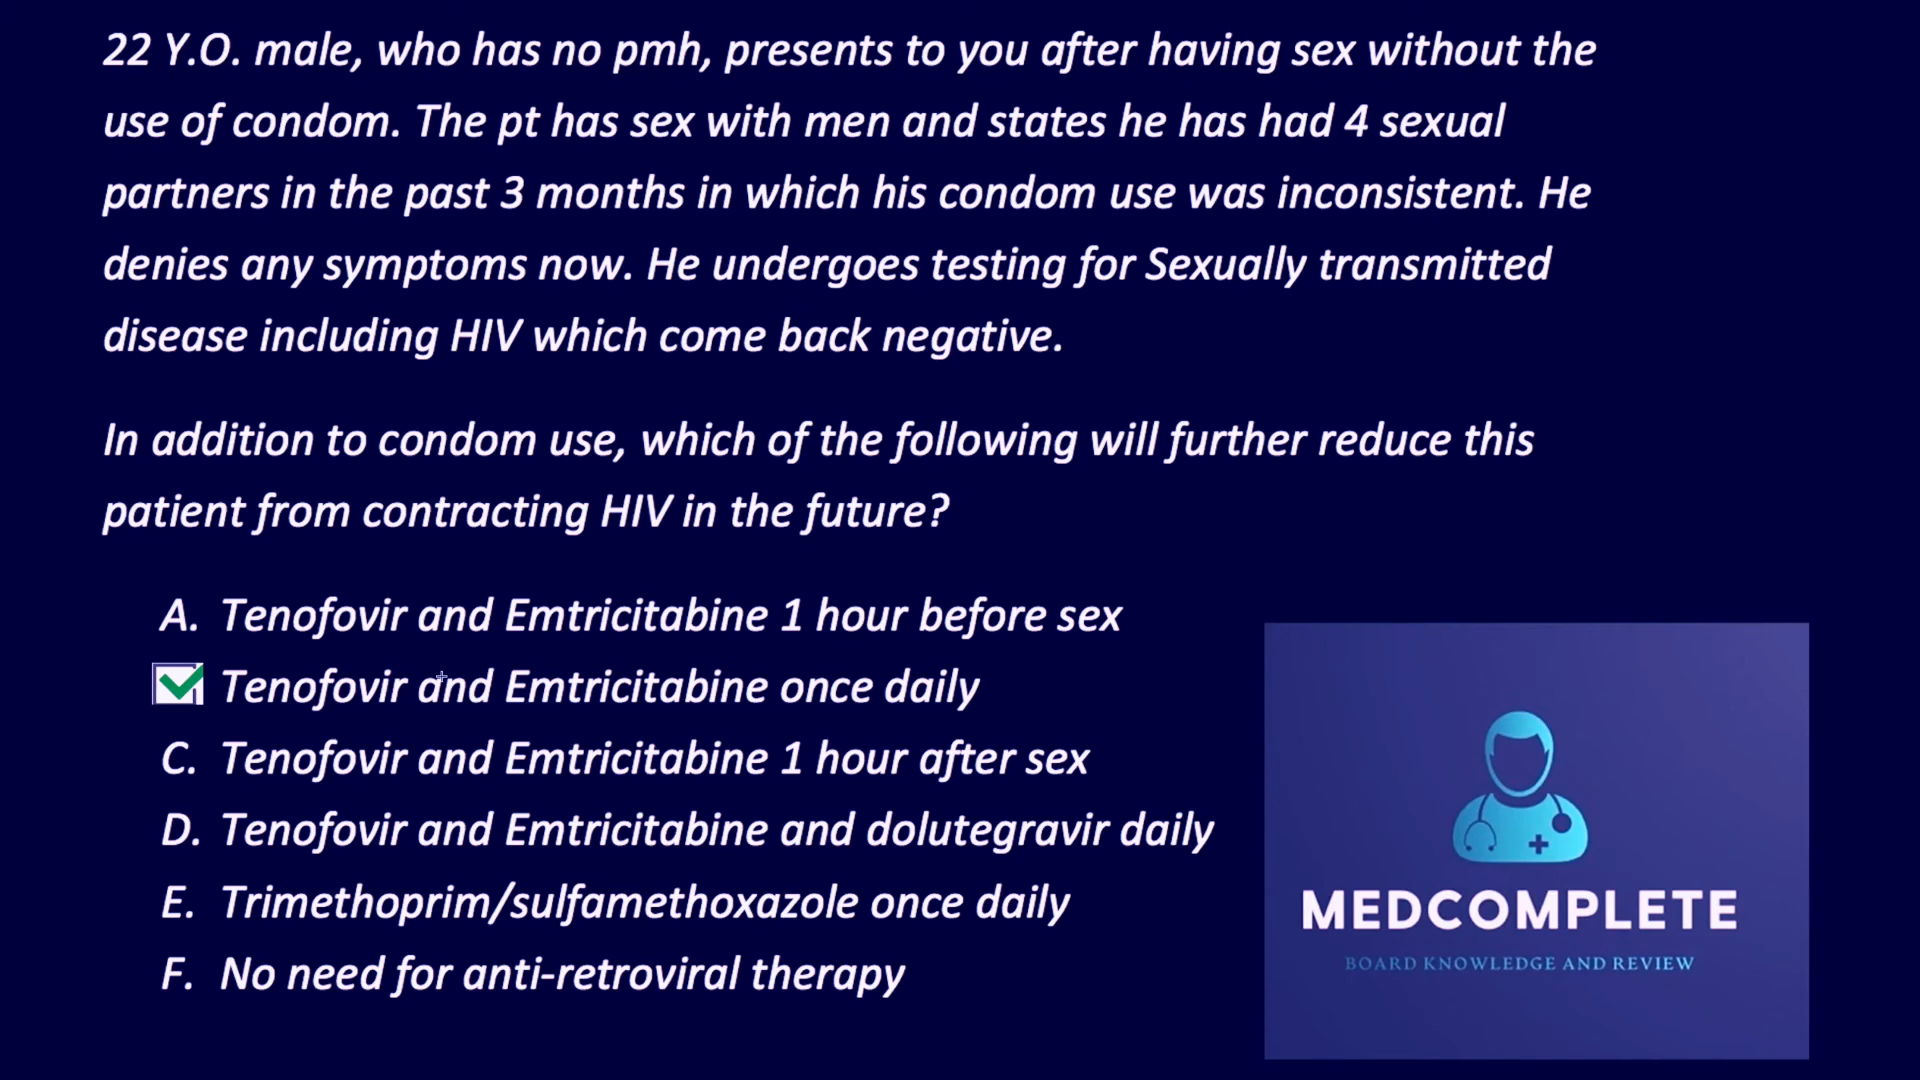 22 Y.O. male, who has no pmh, presents to you after having sex without the
use of condom. The pt has sex with men and states he has had 4 sexual
partners in the past 3 months in which his condom use was inconsistent. He
denies any symptoms now. He undergoes testing for Sexually transmitted
disease including HIV which come back negative.
In addition to condom use, which of the following will further reduce this
patient from contracting HIV in the future?
A. Tenofovir and Emtricitabine 1 hour before sex
Tenofovir and Emtricitabine once daily
C. Tenofovir and Emtricitabine 1 hour after sex
D. Tenofovir and Emtricitabine and dolutegravir daily
E. Trimethoprim/sulfamethoxazole once daily
F. No need for anti-retroviral therapy
MEDCOMPLETE
BOARD KNOWLEDGE AND REVIEW